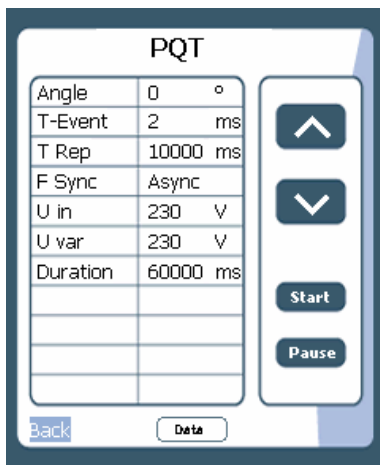 PQT
Angle 0 °
T-Event 2 ms
T Rep 10000 ms
F Sync Async
U in 230 V
U var 230 V
Duration 60000 ms
Start
Pause
Back Data